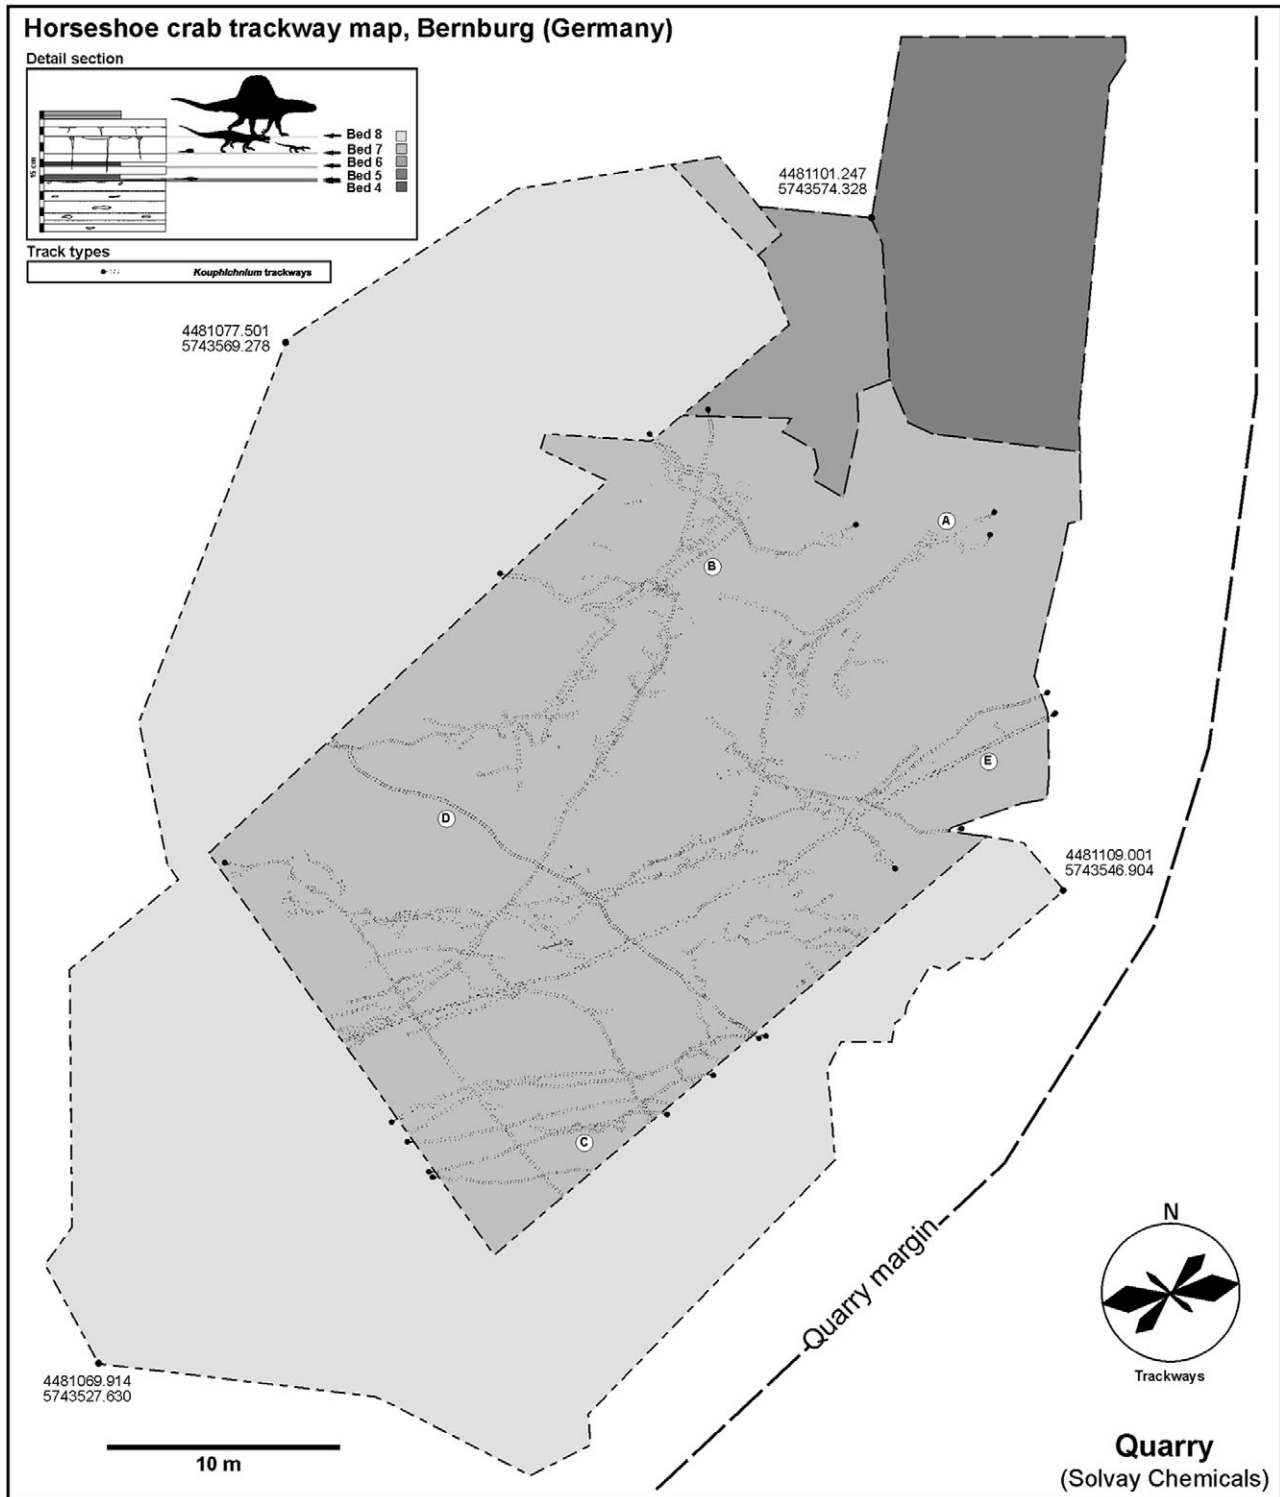 Horseshoe crab trackway map, Bernburg (Germany)
Detail section
15 cm
Bed 8
Bed 7
Bed 6
Bed 5
Bed 4
Track types
Kouphichnium trackways
4481101.247
5743574.328
4481077.501
5743569.278
A
B
E
D
4481109.001
5743546.904
C
Quarry margin
N
Trackways
4481069.914
5743527.630
10 m
Quarry
(Solvay Chemicals)